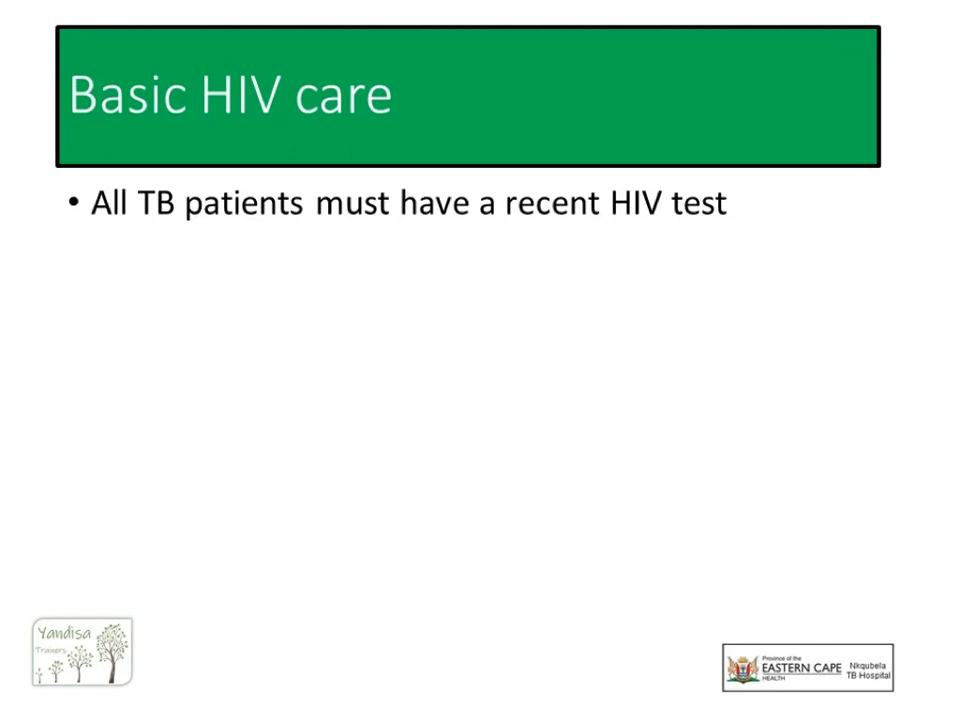 Basic HIV care
• All TB patients must have a recent HIV test
Yandisa
Trainers
Province of the
EASTERN CAPE
HEALTH
Nkqubela
TB Hospital